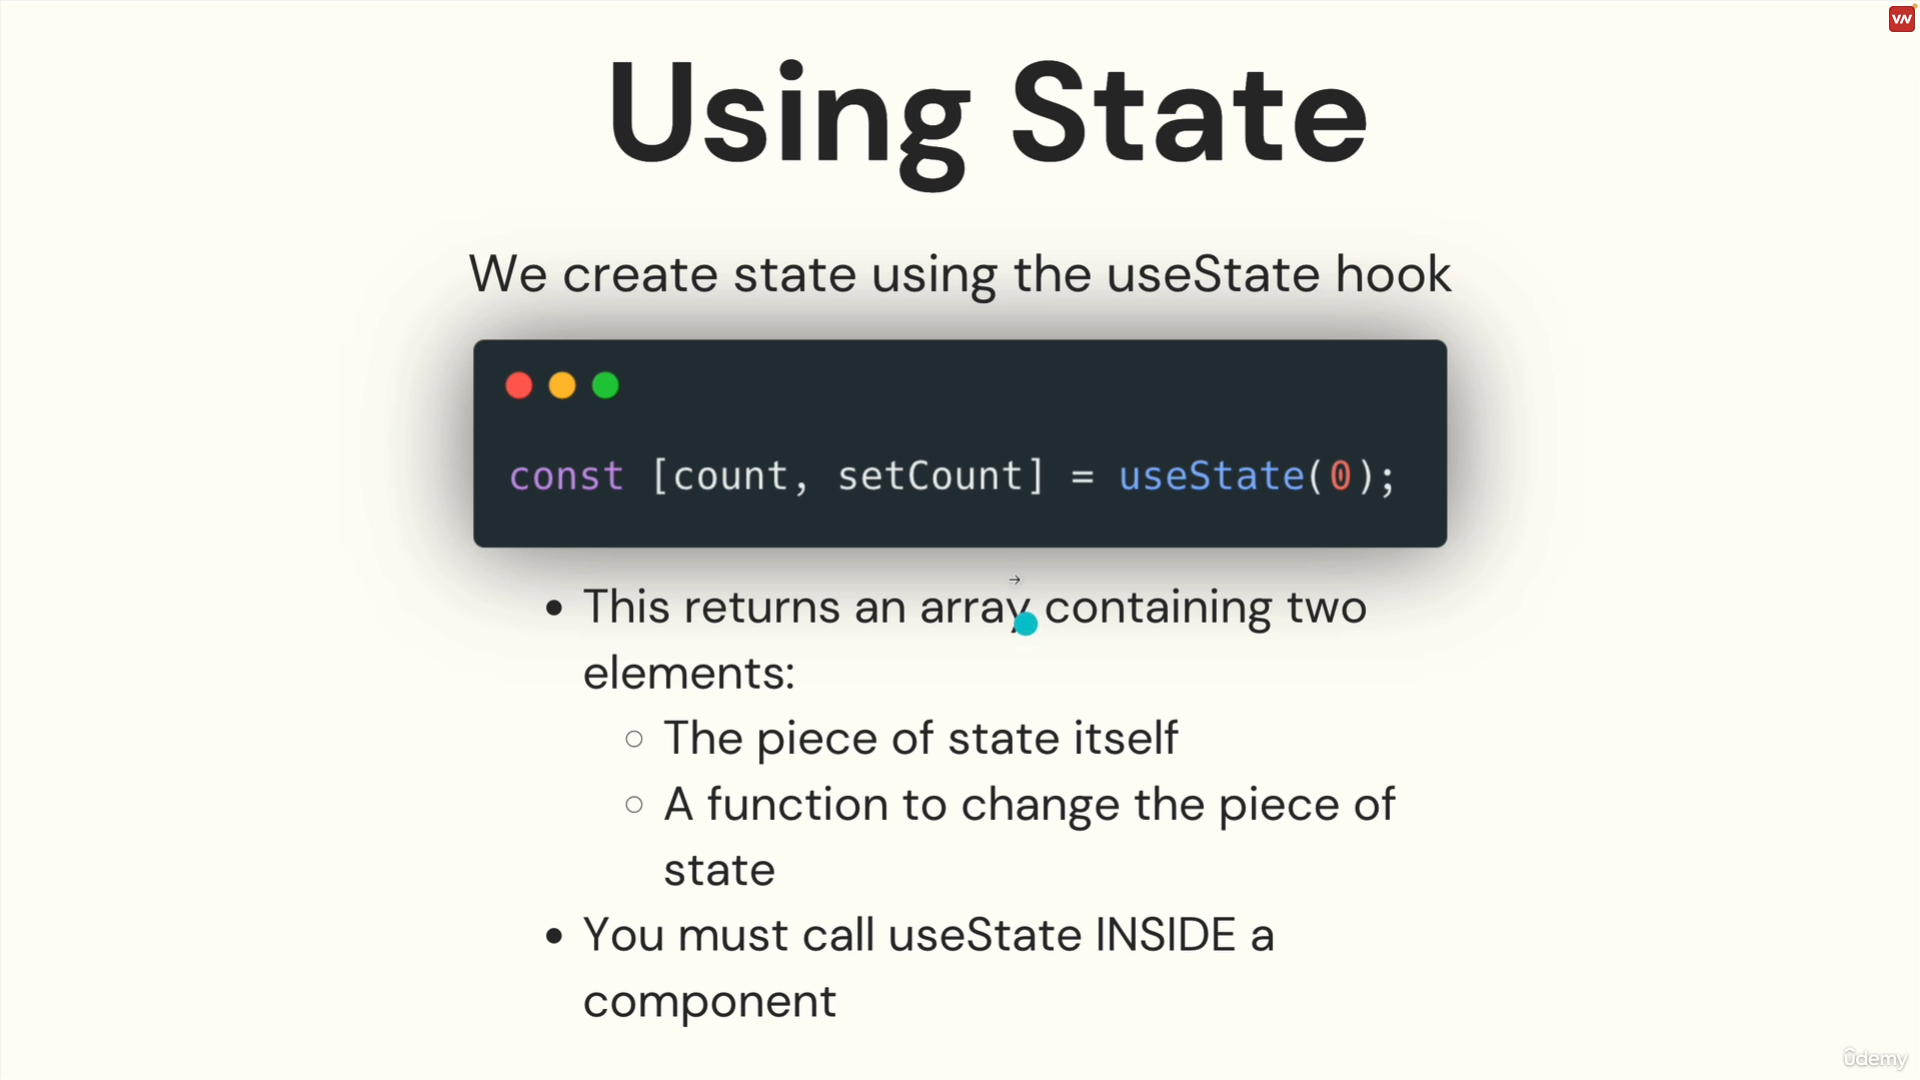 Using State
We create state using the useState hook
const [count, setCount] = useState(0);
• This returns an array containing two
elements:
○ The piece of state itself
○ A function to change the piece of
state
• You must call useState INSIDE a
component
ûdemy